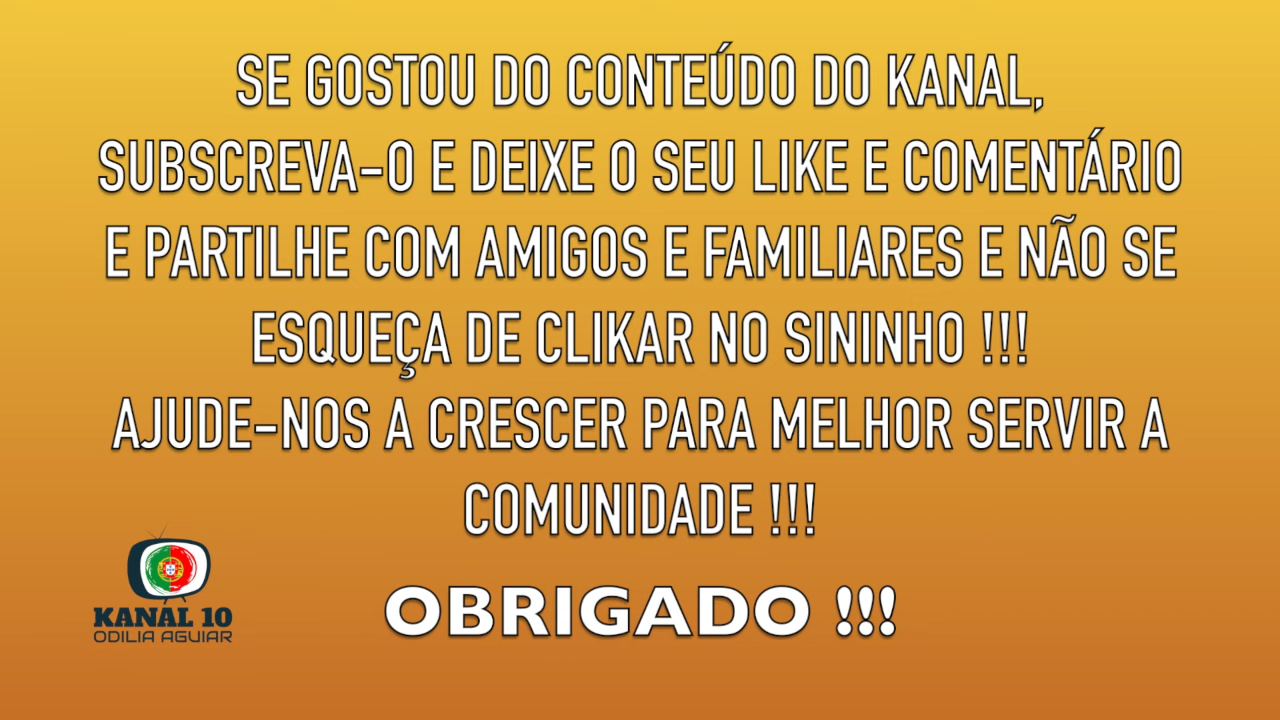 SE GOSTOU DO CONTEÚDO DO KANAL,
SUBSCREVA-O E DEIXE O SEU LIKE E COMENTÁRIO
E PARTILHE COM AMIGOS E FAMILIARES E NÃO SE
ESQUEÇA DE CLIKAR NO SININHO !!!
AJUDE-NOS A CRESCER PARA MELHOR SERVIR A
COMUNIDADE !!!
OBRIGADO !!!
KANAL 10
ODILIA AGUIAR